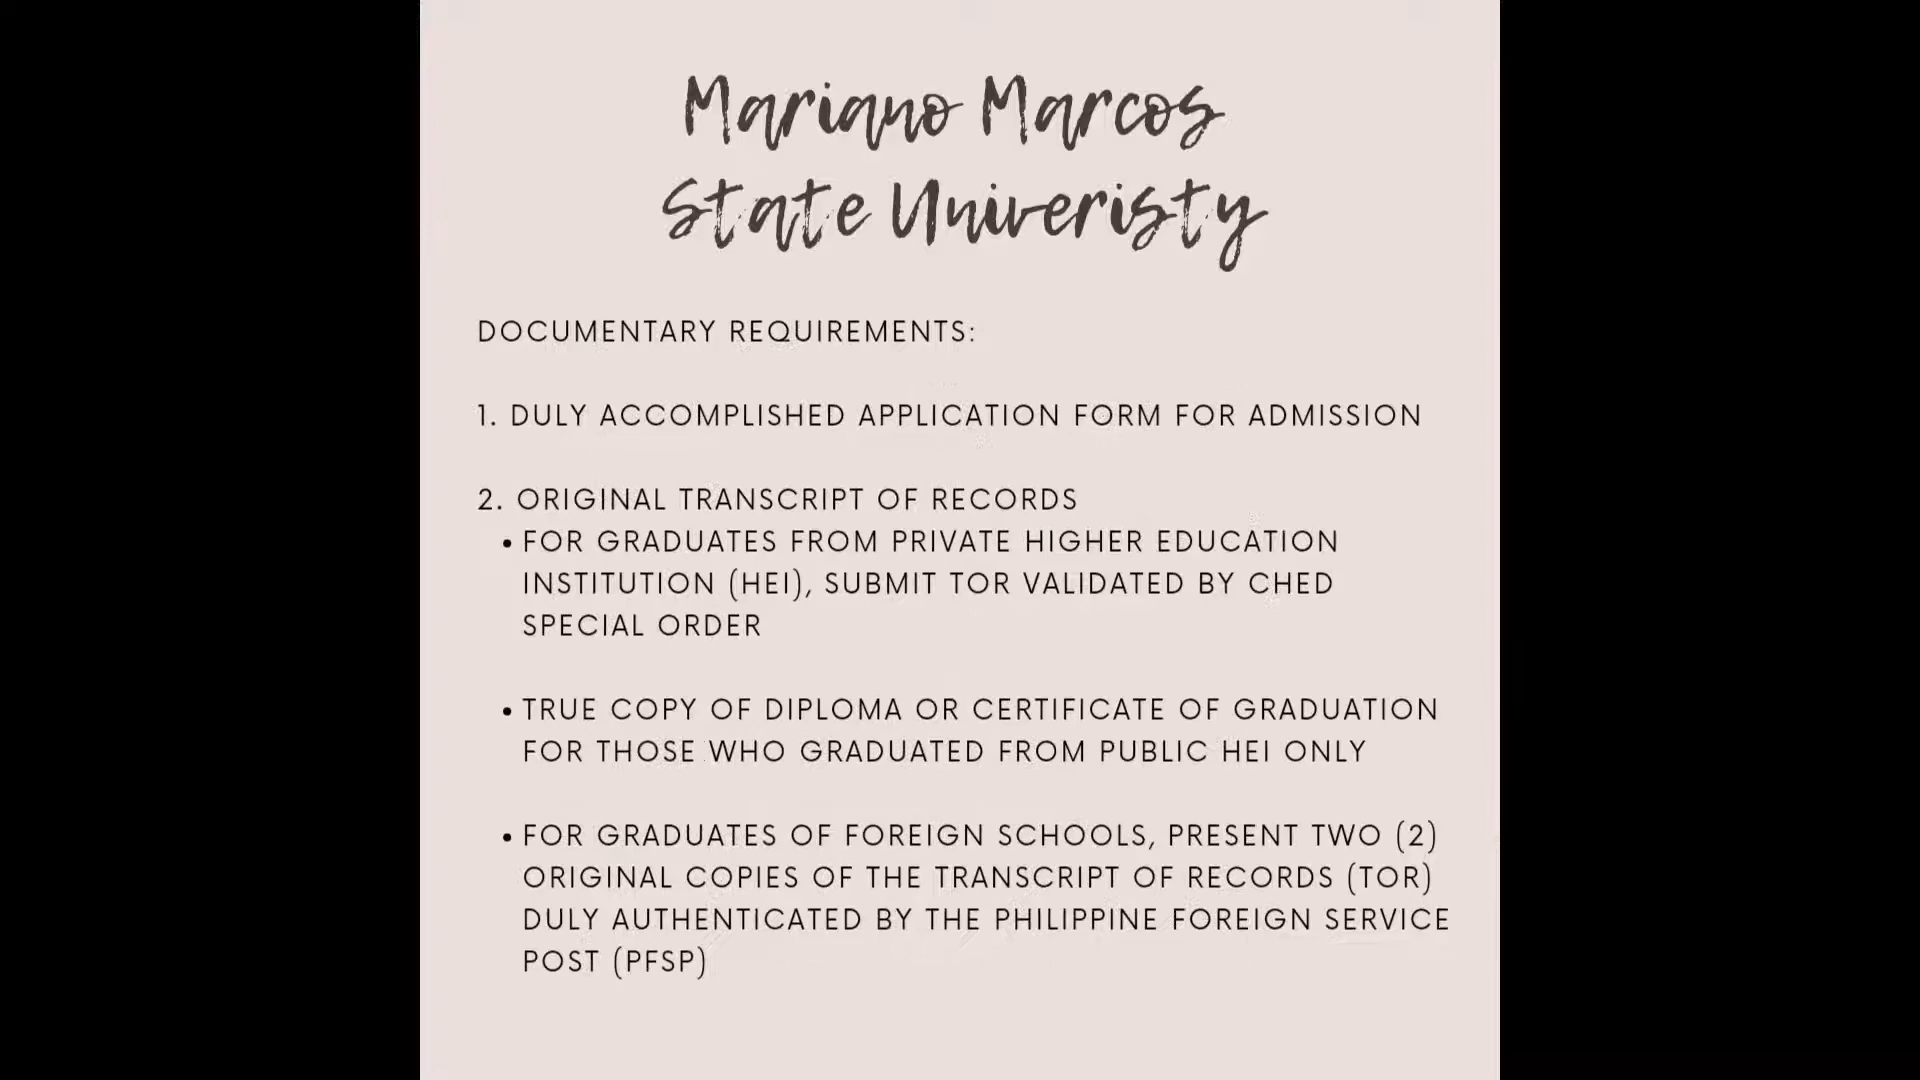 Mariano Marcos
State Univeristy
DOCUMENTARY REQUIREMENTS:
1. DULY ACCOMPLISHED APPLICATION FORM FOR ADMISSION
2. ORIGINAL TRANSCRIPT OF RECORDS
• FOR GRADUATES FROM PRIVATE HIGHER EDUCATION
INSTITUTION (HEI), SUBMIT TOR VALIDATED BY CHED
SPECIAL ORDER
• TRUE COPY OF DIPLOMA OR CERTIFICATE OF GRADUATION
FOR THOSE WHO GRADUATED FROM PUBLIC HEI ONLY
• FOR GRADUATES OF FOREIGN SCHOOLS, PRESENT TWO (2)
ORIGINAL COPIES OF THE TRANSCRIPT OF RECORDS (TOR)
DULY AUTHENTICATED BY THE PHILIPPINE FOREIGN SERVICE
POST (PFSP)